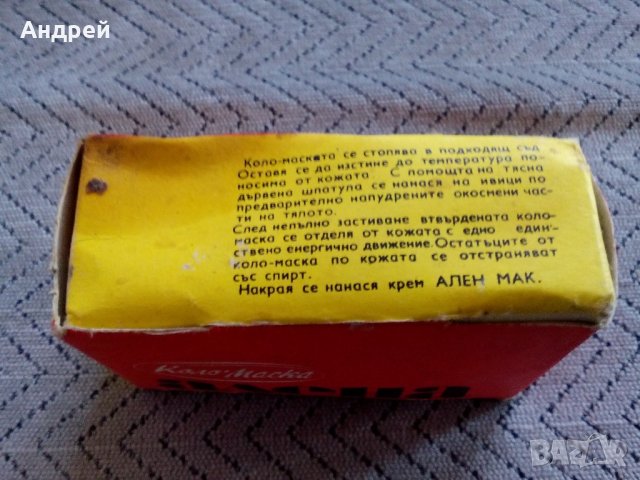 Андрей
Коло-маската се стопява в подходящ съд
Оставя се да изстине до температура по-
носима от кожата. С помощта на тясна
дървена шпатула се нанася на ивици по
предварително напудрените окосмени час-
ти на тялото.
След непълно застиване втвърдената коло-
маска се отделя от кожата с едно един-
ствено енергично движение. Остатъците от
коло-маска по кожата се отстраняват
със спирт.
Накрая се нанася крем АЛЕН МАК.
Коло-Маска
BAZAR